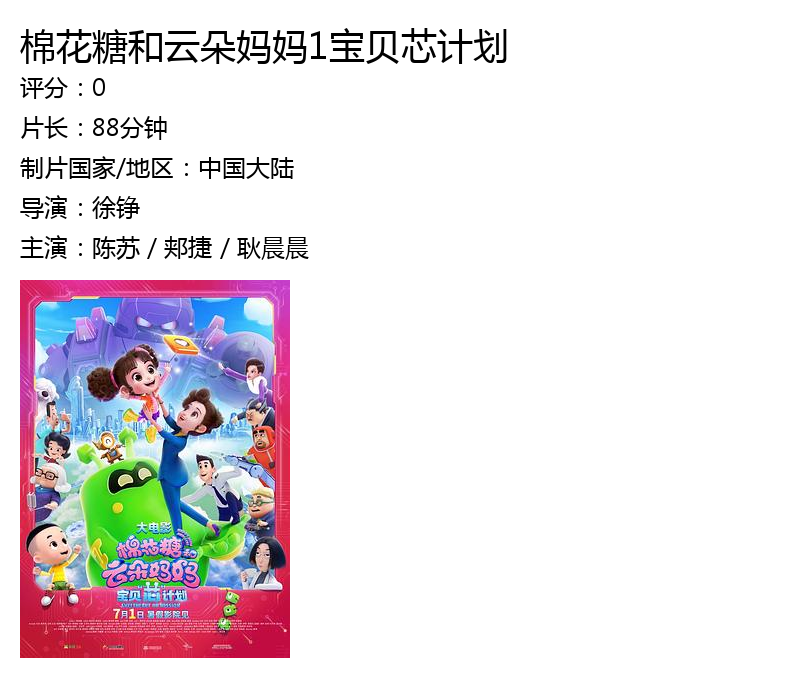 棉花糖和云朵妈妈1宝贝芯计划
评分：0
片长：88分钟
制片国家/地区：中国大陆
导演：徐铮
主演：陈苏 / 郏捷 / 耿晨晨
大电影
棉花糖和
云朵妈妈
宝贝芯计划
7月1日 暑假影院见